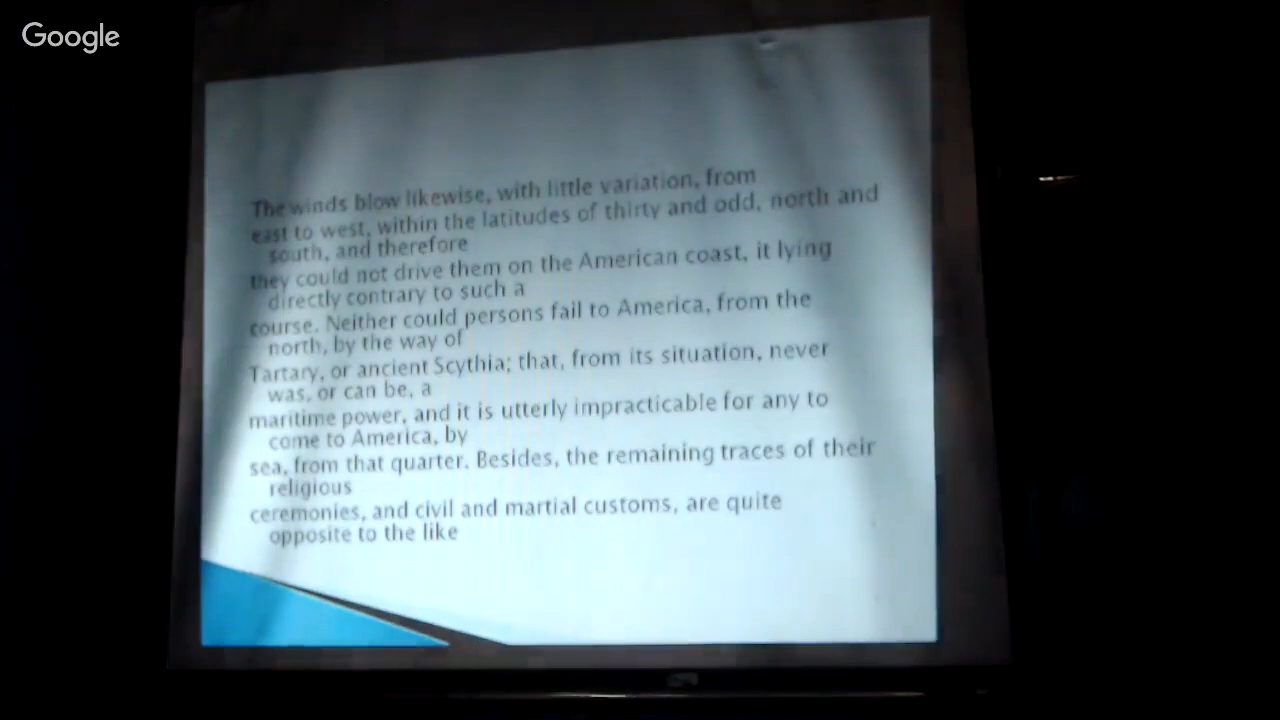 Google
The winds blow likewise, with little variation, from
east to west, within the latitudes of thirty and odd, north and
south, and therefore
they could not drive them on the American coast, it lying
directly contrary to such a
course. Neither could persons fail to America, from the
north, by the way of
Tartary, or ancient Scythia; that, from its situation, never
was, or can be, a
maritime power, and it is utterly impracticable for any to
come to America, by
sea, from that quarter. Besides, the remaining traces of their
religious
ceremonies, and civil and martial customs, are quite
opposite to the like